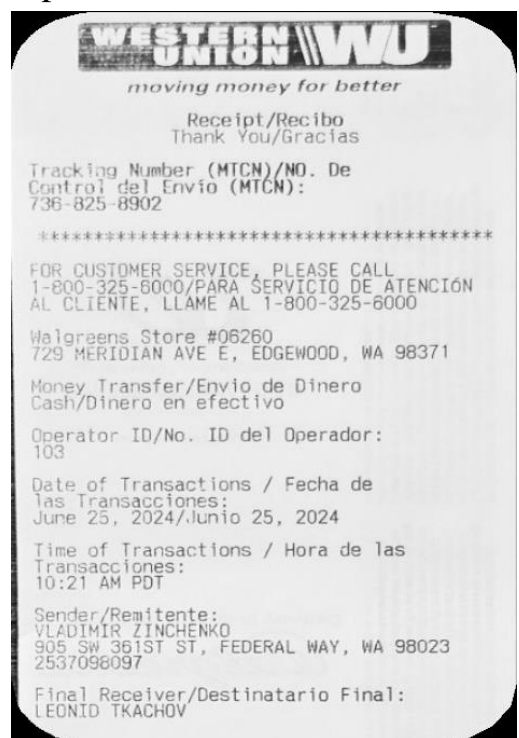 WESTERN WU
UNION
moving money for better
Receipt/Recibo
Thank You/Gracias
Tracking Number (MTCN)/NO. De
Control del Envío (MTCN):
736-825-8902
*****************************************
FOR CUSTOMER SERVICE, PLEASE CALL
1-800-325-6000/PARA SERVICIO DE ATENCIÓN
AL CLIENTE, LLAME AL 1-800-325-6000
Walgreens Store #06260
729 MERIDIAN AVE E, EDGEWOOD, WA 98371
Money Transfer/Envio de Dinero
Cash/Dinero en efectivo
Operator ID/No. ID del Operador:
103
Date of Transactions / Fecha de
las Transacciones:
June 25, 2024/Junio 25, 2024
Time of Transactions / Hora de las
Transacciones:
10:21 AM PDT
Sender/Remitente:
VLADIMIR ZINCHENKO
905 SW 361ST ST, FEDERAL WAY, WA 98023
2537098097
Final Receiver/Destinatario Final:
LEONID TKACHOV